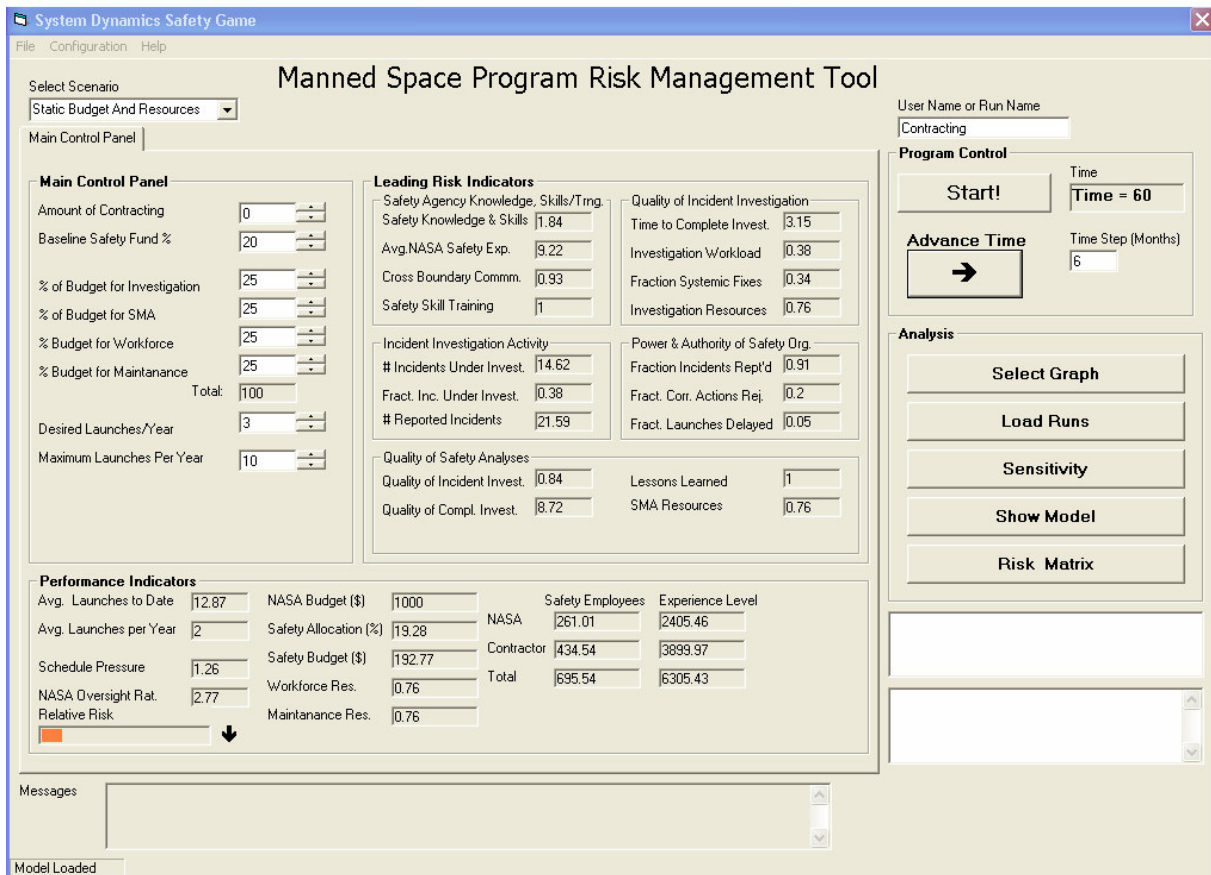 System Dynamics Safety Game
File Configuration Help
Manned Space Program Risk Management Tool
Select Scenario
Static Budget And Resources
User Name or Run Name
Contracting
Main Control Panel
Main Control Panel
Amount of Contracting 0
Baseline Safety Fund % 20
% of Budget for Investigation 25
% of Budget for SMA 25
% Budget for Workforce 25
% Budget for Maintanance 25
Total: 100
Desired Launches/Year 3
Maximum Launches Per Year 10
Leading Risk Indicators
Safety Agency Knowledge, Skills/Trng.
Safety Knowledge & Skills 1.84
Avg.NASA Safety Exp. 9.22
Cross Boundary Commm. 0.93
Safety Skill Training 1
Quality of Incident Investigation
Time to Complete Invest. 3.15
Investigation Workload 0.38
Fraction Systemic Fixes 0.34
Investigation Resources 0.76
Incident Investigation Activity
# Incidents Under Invest. 14.62
Fract. Inc. Under Invest. 0.38
# Reported Incidents 21.59
Power & Authority of Safety Org.
Fraction Incidents Rept'd 0.91
Fract. Corr. Actions Rej. 0.2
Fract. Launches Delayed 0.05
Quality of Safety Analyses
Quality of Incident Invest. 0.84
Quality of Compl. Invest. 8.72
Lessons Learned 1
SMA Resources 0.76
Program Control
Start!
Time
Time = 60
Advance Time
Time Step (Months)
6
Analysis
Select Graph
Load Runs
Sensitivity
Show Model
Risk Matrix
Performance Indicators
Avg. Launches to Date 12.87
Avg. Launches per Year 2
Schedule Pressure 1.26
NASA Oversight Rat. 2.77
Relative Risk
NASA Budget ($) 1000
Safety Allocation (%) 19.28
Safety Budget ($) 192.77
Workforce Res. 0.76
Maintanance Res. 0.76
Safety Employees Experience Level
NASA 261.01 2405.46
Contractor 434.54 3899.97
Total 695.54 6305.43
Messages
Model Loaded